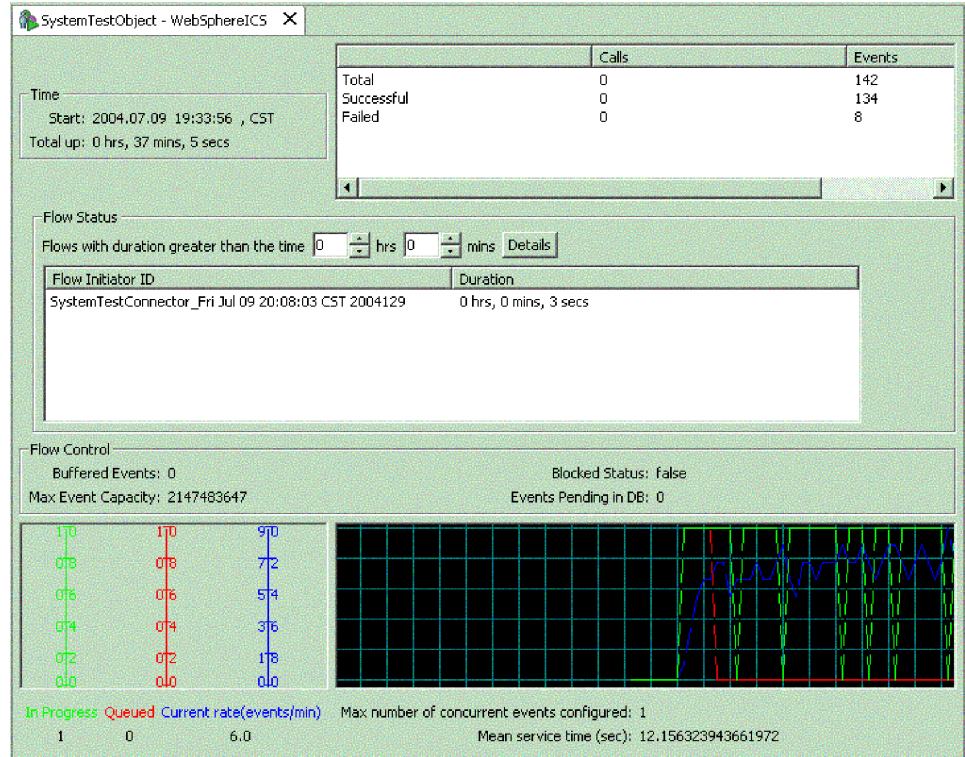 SystemTestObject - WebSphereICS
Calls Events
Total 0 142
Successful 0 134
Failed 0 8
Time
Start: 2004.07.09 19:33:56 , CST
Total up: 0 hrs, 37 mins, 5 secs
Flow Status
Flows with duration greater than the time 0 hrs 0 mins Details
Flow Initiator ID Duration
SystemTestConnector_Fri Jul 09 20:08:03 CST 2004129 0 hrs, 0 mins, 3 secs
Flow Control
Buffered Events: 0 Blocked Status: false
Max Event Capacity: 2147483647 Events Pending in DB: 0
1.0 1.0 9.0
0.8 0.8 7.2
0.6 0.6 5.4
0.4 0.4 3.6
0.2 0.2 1.8
0.0 0.0 0.0
In Progress Queued Current rate(events/min) Max number of concurrent events configured: 1
1 0 6.0 Mean service time (sec): 12.156323943661972